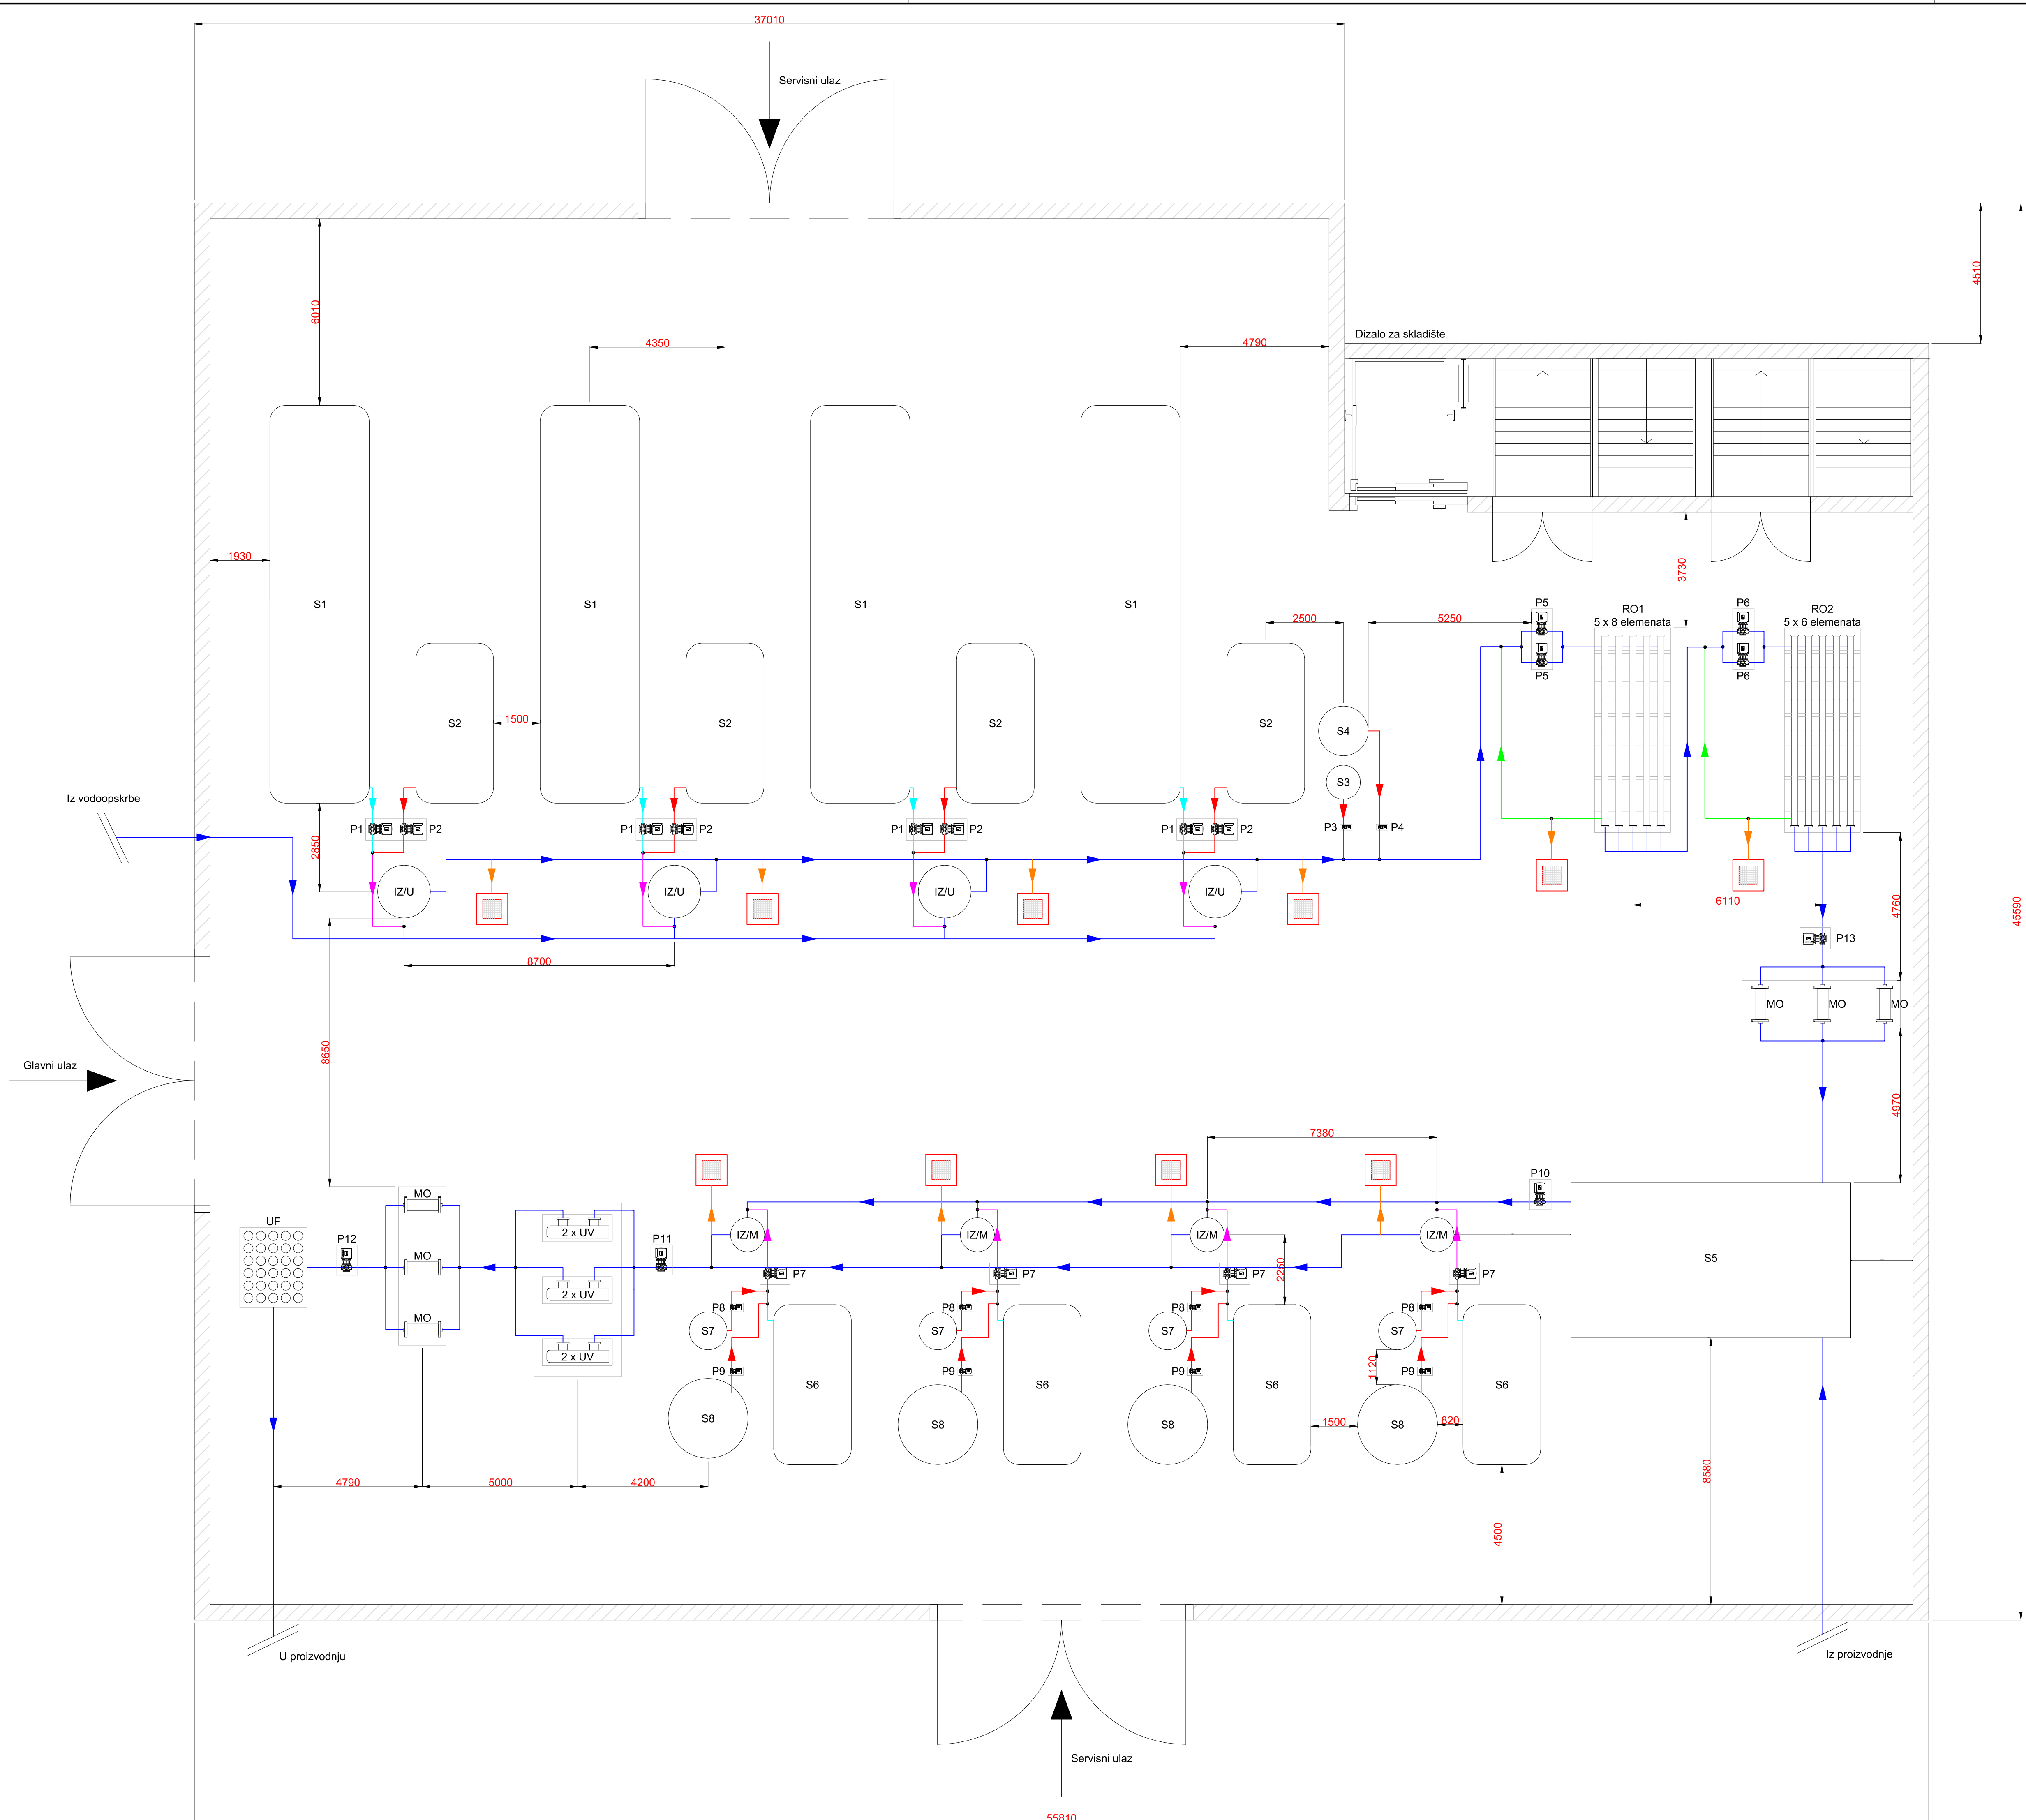 37010
Servisni ulaz
4510
6010
Dizalo za skladište
4350
4790
1930
3730
S1
S1
S1
S1
P5
P6
RO1
5 x 8 elemenata
RO2
5 x 6 elemenata
2500
5250
P5
P6
S2
1500
S2
S2
S2
S4
S3
Iz vodoopskrbe
P1
P2
P1
P2
P1
P2
P1
P2
P3
P4
2850
IZ/U
IZ/U
IZ/U
IZ/U
6110
4760
45590
P13
8700
MO
MO
MO
8650
Glavni ulaz
4970
7380
P10
MO
UF
2 x UV
IZ/M
IZ/M
IZ/M
IZ/M
P12
MO
P11
S5
2250
P7
P7
P7
P7
2 x UV
P8
P8
P8
P8
MO
S7
S7
S7
S7
2 x UV
1120
P9
P9
P9
P9
S6
S6
S6
S6
S8
S8
S8
1500
S8
820
8580
4790
5000
4200
4500
U proizvodnju
Iz proizvodnje
Servisni ulaz
55810